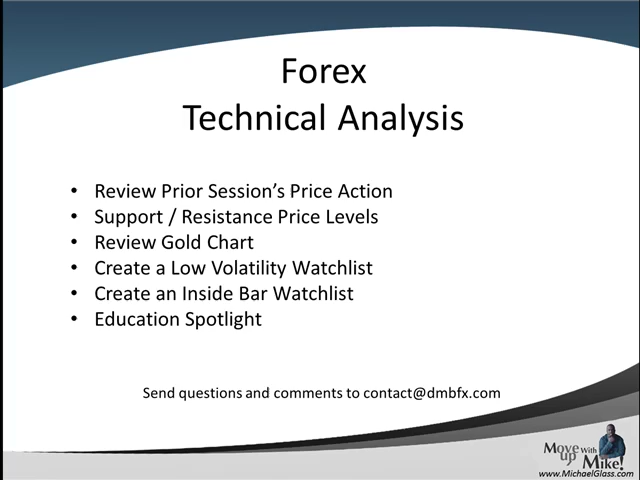 Forex
Technical Analysis
• Review Prior Session's Price Action
• Support / Resistance Price Levels
• Review Gold Chart
• Create a Low Volatility Watchlist
• Create an Inside Bar Watchlist
• Education Spotlight
Send questions and comments to contact@dmbfx.com
Move up With Mike!
www.MichaelGlass.com